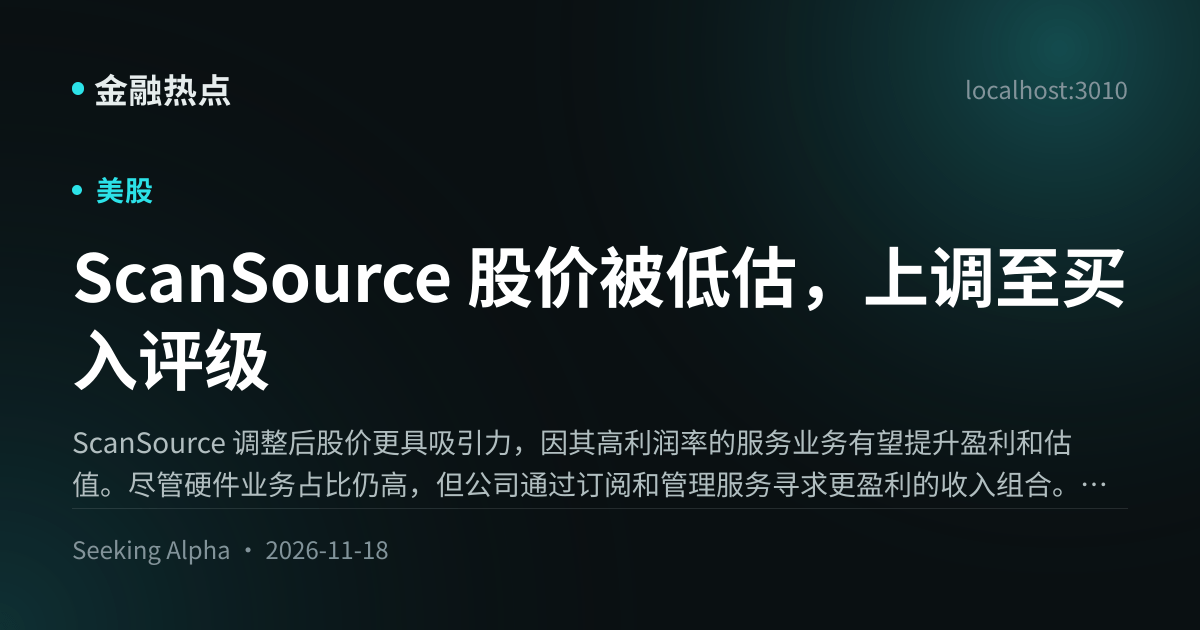 金融热点
localhost:3010
美股
ScanSource 股价被低估，上调至买
入评级
ScanSource 调整后股价更具吸引力，因其高利润率的服务业务有望提升盈利和估
值。尽管硬件业务占比仍高，但公司通过订阅和管理服务寻求更盈利的收入组合。…
Seeking Alpha · 2026-11-18